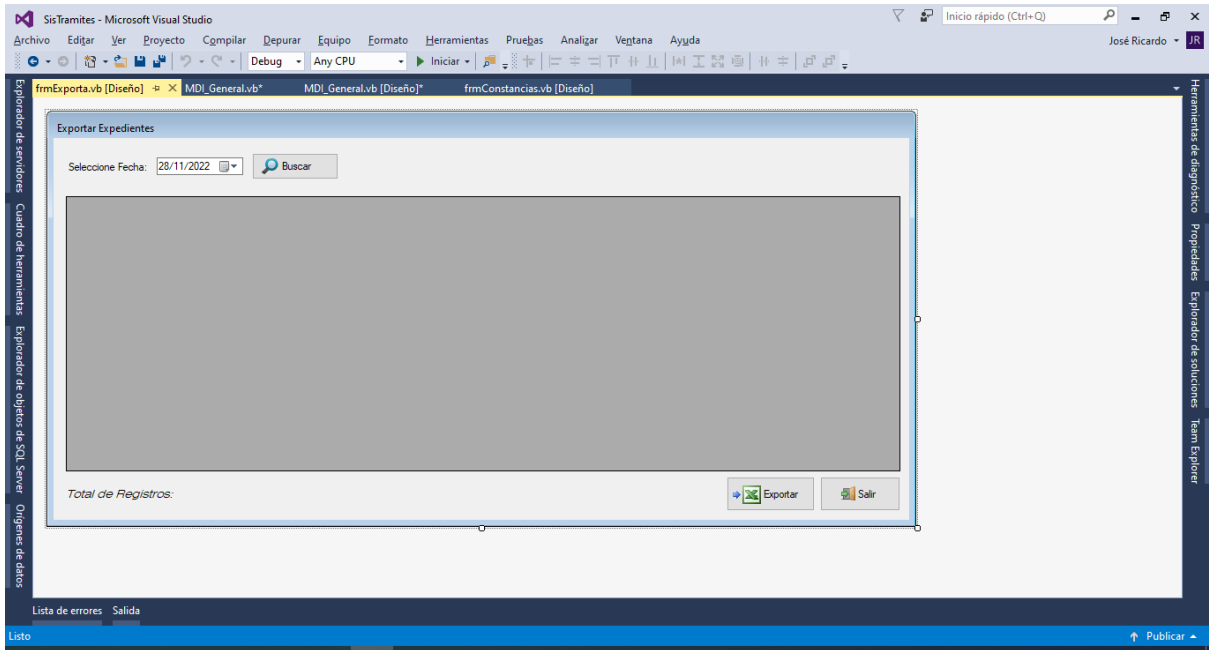 SisTramites - Microsoft Visual Studio
Inicio rápido (Ctrl+Q)
Archivo Editar Ver Proyecto Compilar Depurar Equipo Formato Herramientas Pruebas Analizar Ventana Ayuda
José Ricardo
JR
Debug
Any CPU
Iniciar
frmExporta.vb [Diseño]
MDI_General.vb*
MDI_General.vb [Diseño]*
frmConstancias.vb [Diseño]
Explorador de servidores
Cuadro de herramientas
Explorador de objetos de SQL Server
Orígenes de datos
Exportar Expedientes
Seleccione Fecha:
28/11/2022
Buscar
Total de Registros:
Exportar
Salir
Herramientas de diagnóstico
Propiedades
Explorador de soluciones
Team Explorer
Lista de errores Salida
Listo
Publicar